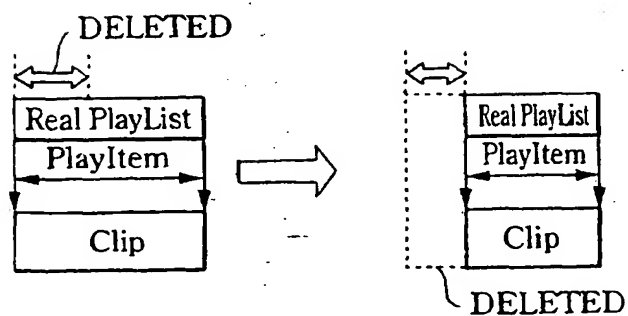 DELETED
Real PlayList
PlayItem
Clip
Real PlayList
PlayItem
Clip
DELETED